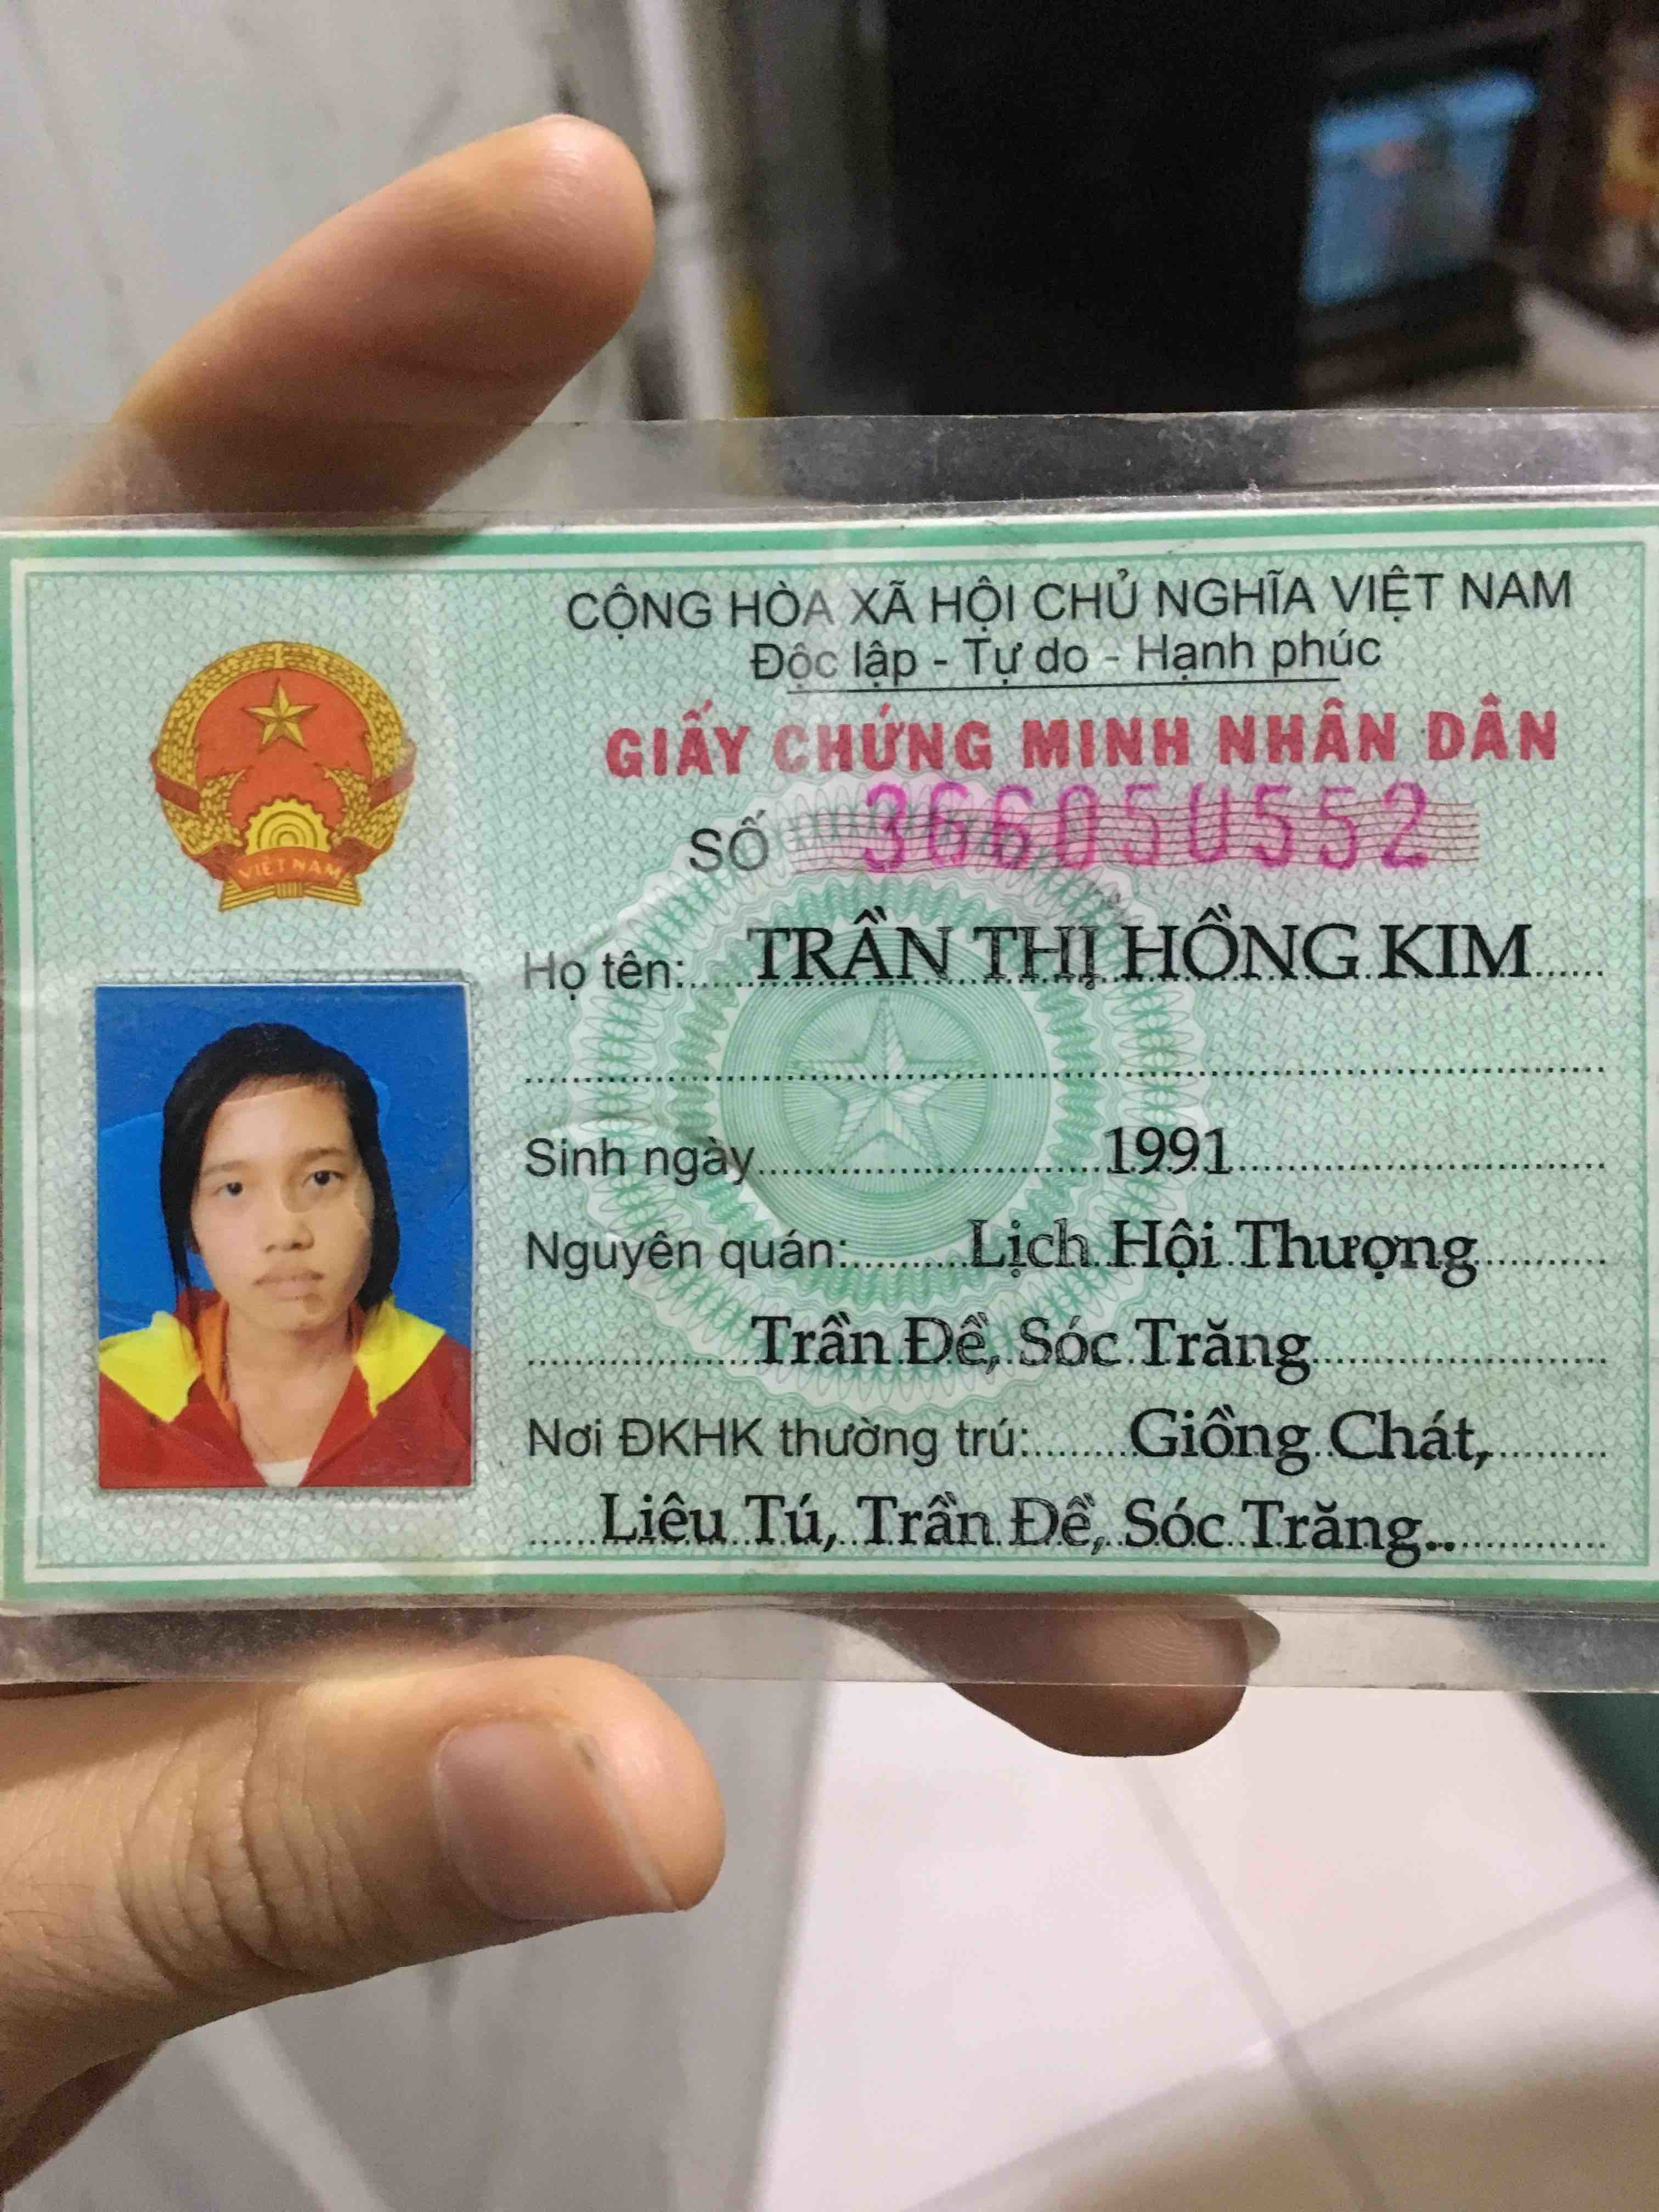 CỘNG HÒA XÃ HỘI CHỦ NGHĨA VIỆT NAM
Độc lập - Tự do - Hạnh phúc
GIẤY CHỨNG MINH NHÂN DÂN
SỐ 366050552
VIỆT NAM
Họ tên: TRẦN THỊ HỒNG KIM
Sinh ngày 1991
Nguyên quán: Lịch Hội Thượng
Trần Đề, Sóc Trăng
Nơi ĐKHK thường trú: Giồng Chát,
Liêu Tú, Trần Đề, Sóc Trăng..